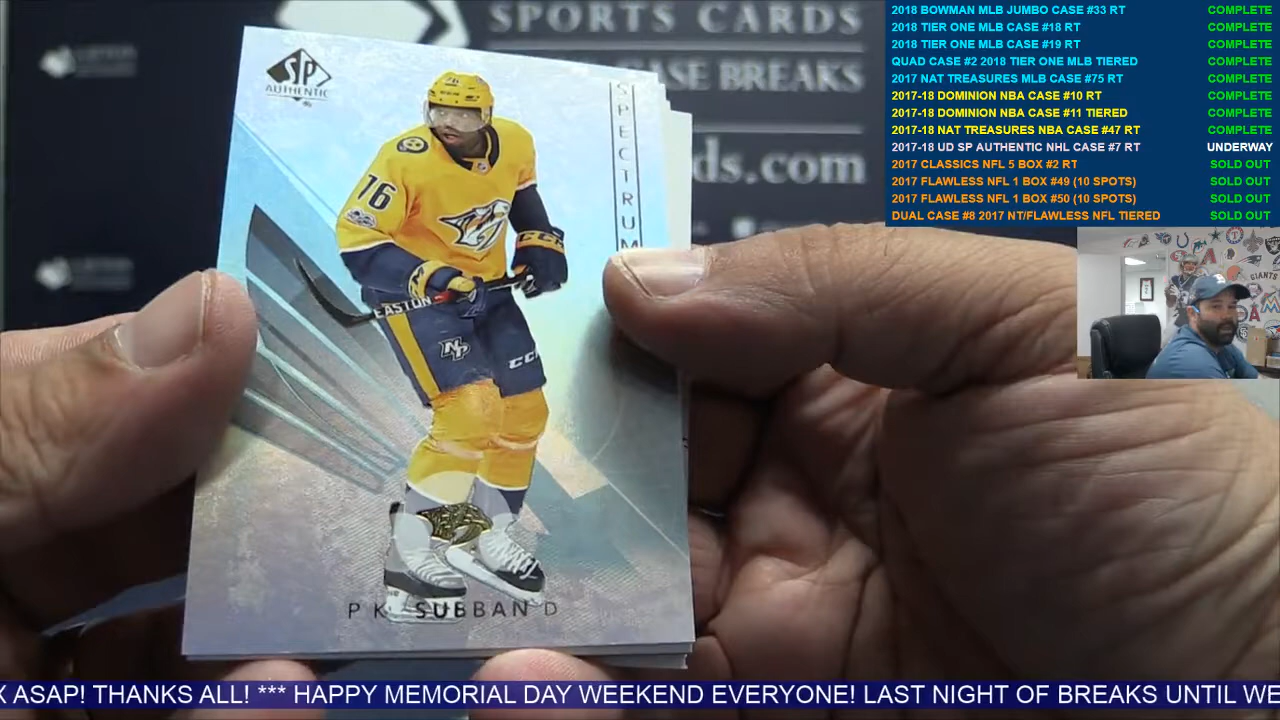 SPORTS CARDS
CASE BREAKS
ds.com
SP
AUTHENTIC
SPECTRUM
76
16
CCM
EASTON
NP
CCM
P K SUBBAN D
2018 BOWMAN MLB JUMBO CASE #33 RT COMPLETE
2018 TIER ONE MLB CASE #18 RT COMPLETE
2018 TIER ONE MLB CASE #19 RT COMPLETE
QUAD CASE #2 2018 TIER ONE MLB TIERED COMPLETE
2017 NAT TREASURES MLB CASE #75 RT COMPLETE
2017-18 DOMINION NBA CASE #10 RT COMPLETE
2017-18 DOMINION NBA CASE #11 TIERED COMPLETE
2017-18 NAT TREASURES NBA CASE #47 RT COMPLETE
2017-18 UD SP AUTHENTIC NHL CASE #7 RT UNDERWAY
2017 CLASSICS NFL 5 BOX #2 RT SOLD OUT
2017 FLAWLESS NFL 1 BOX #49 (10 SPOTS) SOLD OUT
2017 FLAWLESS NFL 1 BOX #50 (10 SPOTS) SOLD OUT
DUAL CASE #8 2017 NT/FLAWLESS NFL TIERED SOLD OUT
GIANTS
X ASAP! THANKS ALL! *** HAPPY MEMORIAL DAY WEEKEND EVERYONE! LAST NIGHT OF BREAKS UNTIL WE